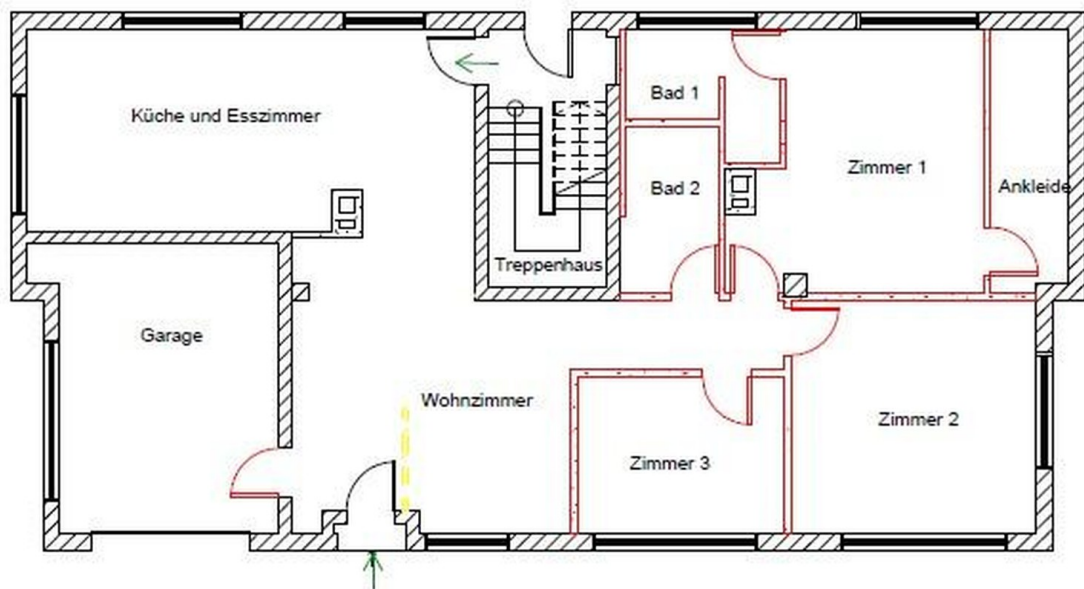 Küche und Esszimmer
Bad 1
Zimmer 1
Ankleide
Bad 2
Treppenhaus
Garage
Wohnzimmer
Zimmer 2
Zimmer 3